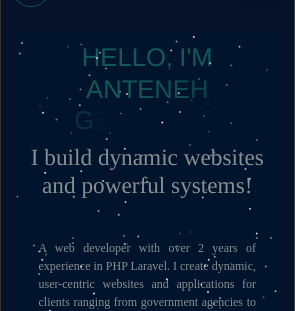 HELLO, I'M
ANTENEH
GE
I build dynamic websites
and powerful systems!
A web developer with over 2 years of
experience in PHP Laravel. I create dynamic,
user-centric websites and applications for
clients ranging from government agencies to